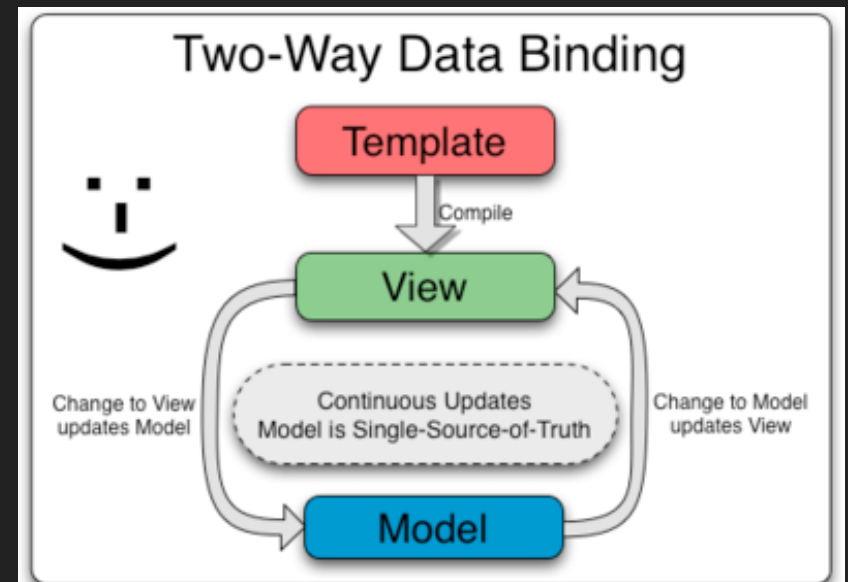 Two-Way Data Binding
Template
Compile
View
Change to View
updates Model
Continuous Updates
Model is Single-Source-of-Truth
Change to Model
updates View
Model